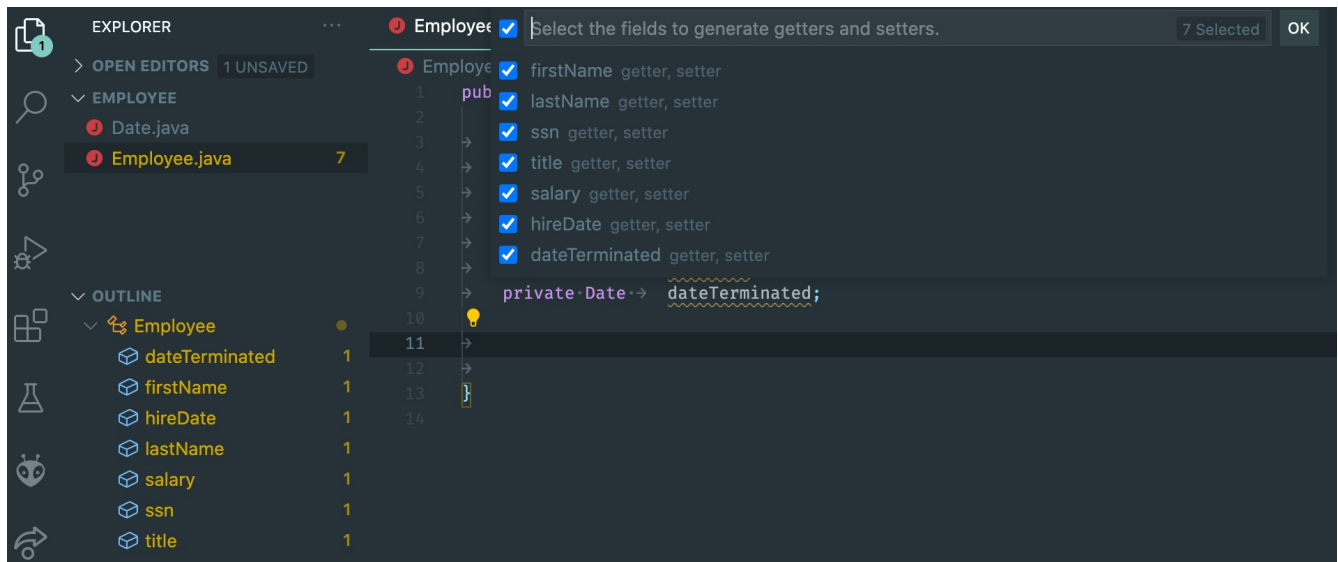 EXPLORER
1
OPEN EDITORS 1 UNSAVED
EMPLOYEE
J Date.java
J Employee.java 7
OUTLINE
Employee
dateTerminated 1
firstName 1
hireDate 1
lastName 1
salary 1
ssn 1
title 1
J Employee
J Employe
Select the fields to generate getters and setters. 7 Selected OK
firstName getter, setter
lastName getter, setter
ssn getter, setter
title getter, setter
salary getter, setter
hireDate getter, setter
dateTerminated getter, setter
1 pub
2
3
4
5
6
7
8
9 private Date dateTerminated;
10
11
12
13 }
14